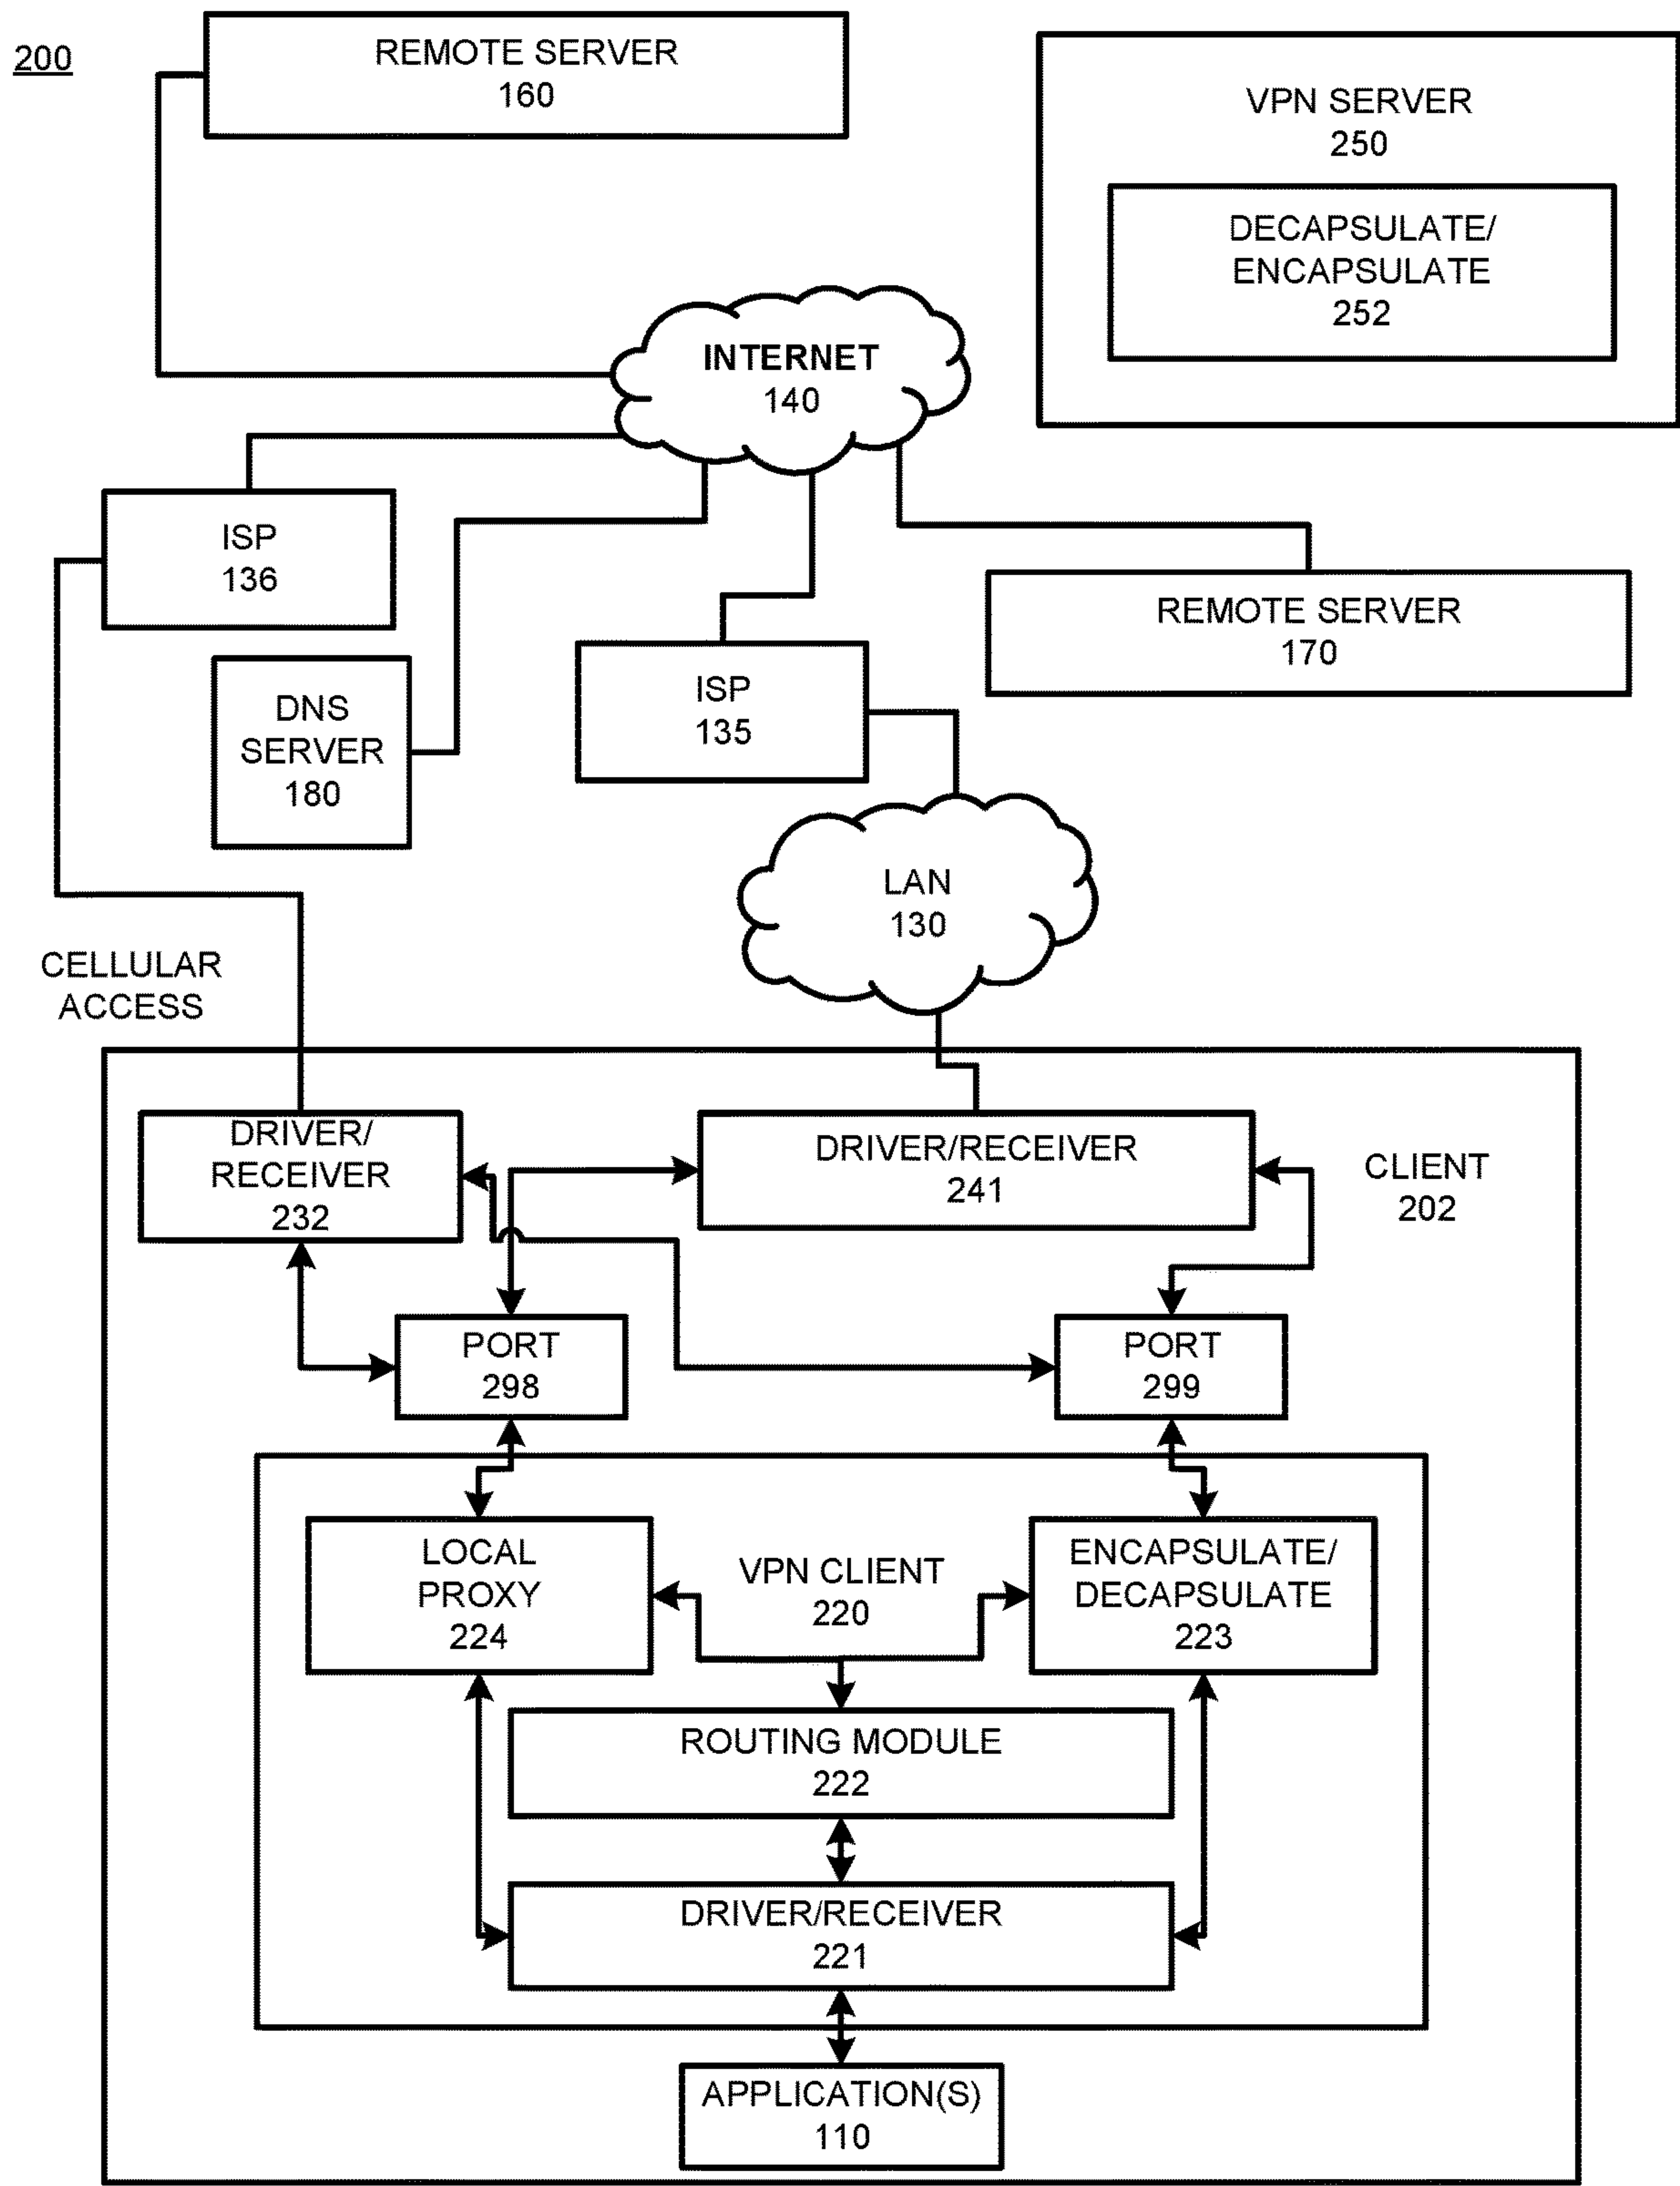 200
REMOTE SERVER
160
VPN SERVER
250
DECAPSULATE/
ENCAPSULATE
252
INTERNET
140
ISP
136
REMOTE SERVER
170
DNS
SERVER
180
ISP
135
LAN
130
CELLULAR
ACCESS
DRIVER/
RECEIVER
232
DRIVER/RECEIVER
241
CLIENT
202
PORT
298
PORT
299
LOCAL
PROXY
224
VPN CLIENT
220
ENCAPSULATE/
DECAPSULATE
223
ROUTING MODULE
222
DRIVER/RECEIVER
221
APPLICATION(S)
110